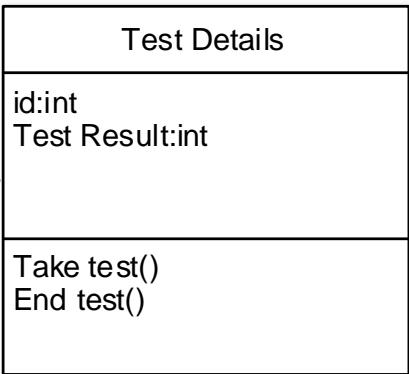 Test Details
id:int
Test Result:int
Take test()
End test()